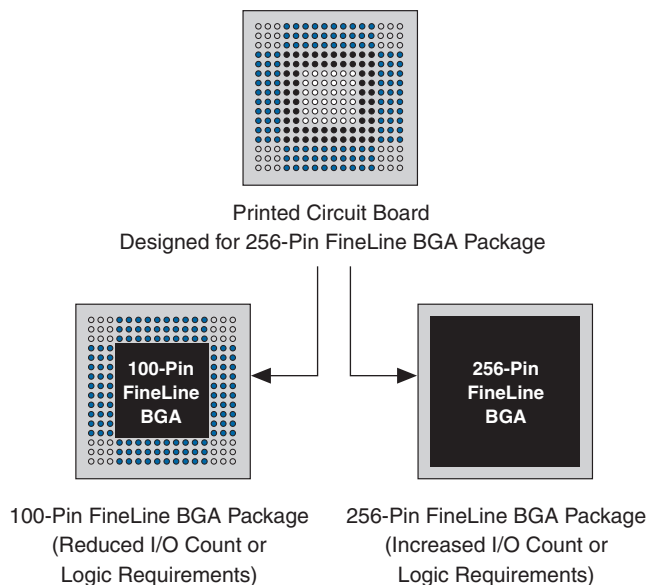 Printed Circuit Board
Designed for 256-Pin FineLine BGA Package
100-Pin
FineLine
BGA
256-Pin
FineLine
BGA
100-Pin FineLine BGA Package
(Reduced I/O Count or
Logic Requirements)
256-Pin FineLine BGA Package
(Increased I/O Count or
Logic Requirements)